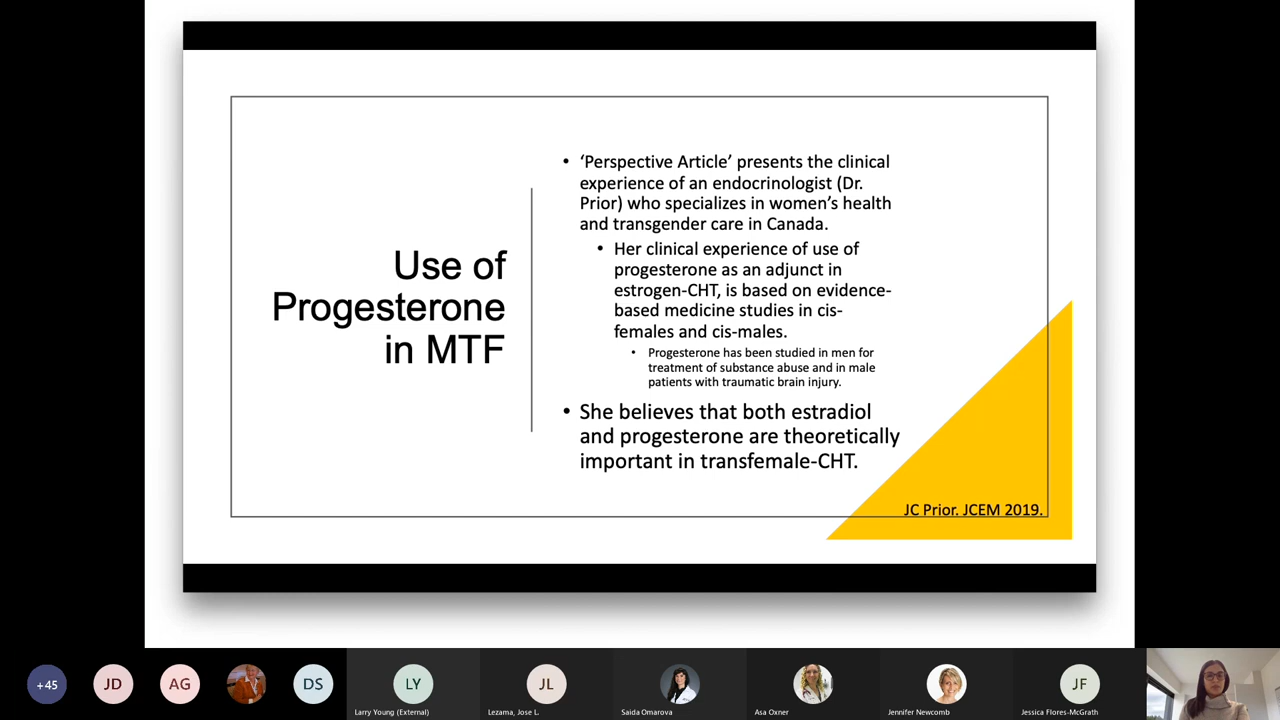 Use of
Progesterone
in MTF
• ‘Perspective Article’ presents the clinical
experience of an endocrinologist (Dr.
Prior) who specializes in women’s health
and transgender care in Canada.
• Her clinical experience of use of
progesterone as an adjunct in
estrogen-CHT, is based on evidence-
based medicine studies in cis-
females and cis-males.
• Progesterone has been studied in men for
treatment of substance abuse and in male
patients with traumatic brain injury.
• She believes that both estradiol
and progesterone are theoretically
important in transfemale-CHT.
JC Prior. JCEM 2019.
+45
JD
AG
DS
LY
Larry Young (External)
JL
Lezama, Jose L.
Saida Omarova
Asa Oxner
Jennifer Newcomb
JF
Jessica Flores-McGrath